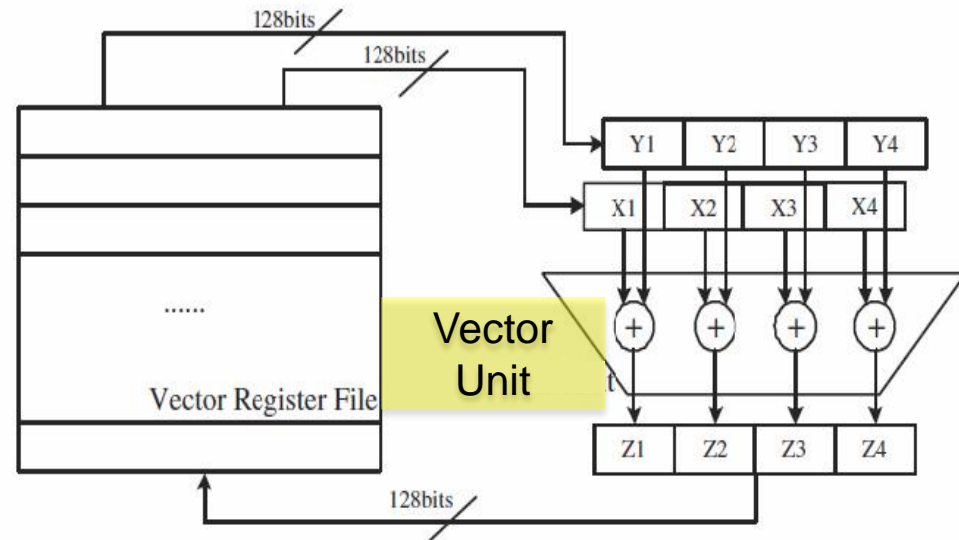 128bits
128bits
Y1 Y2 Y3 Y4
X1 X2 X3 X4
......
+ + + +
Vector
Unit
Vector Register File
Z1 Z2 Z3 Z4
128bits